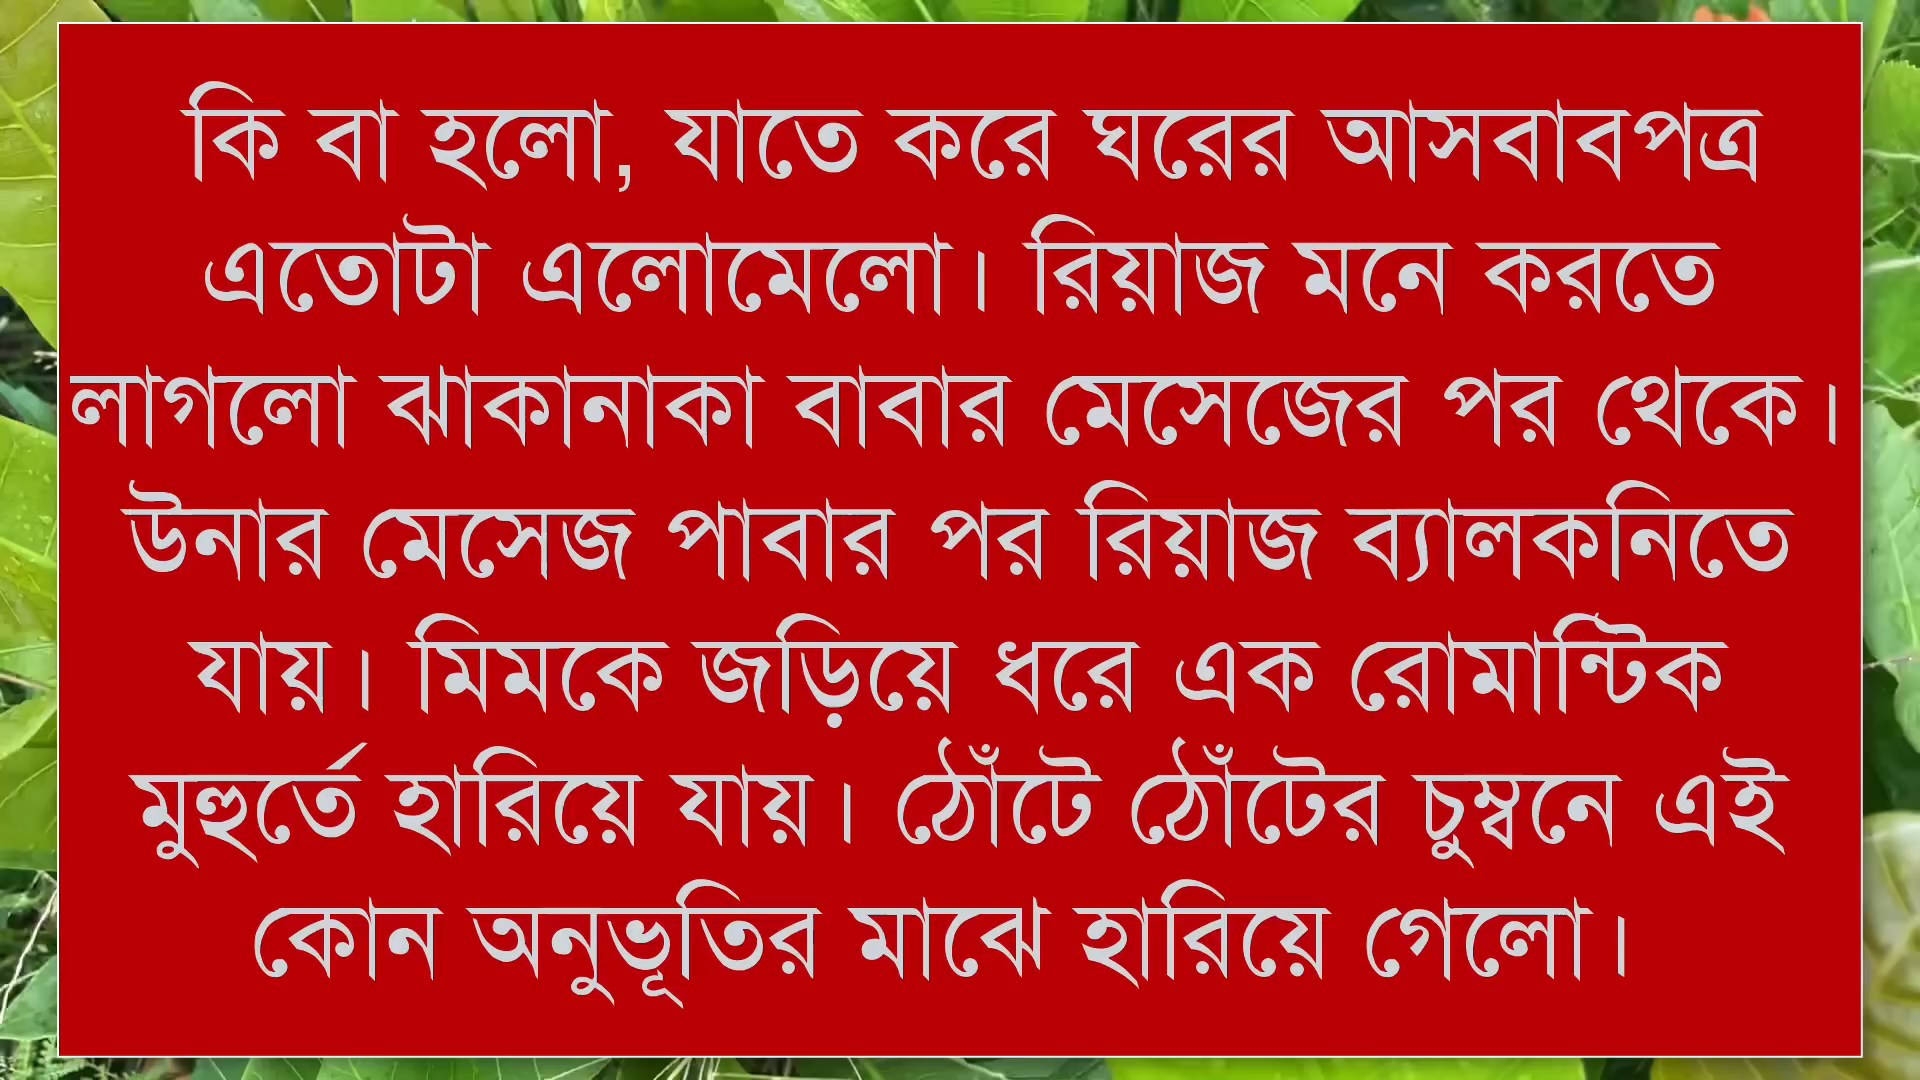 কি বা হলো, যাতে করে ঘরের আসবাবপত্র
এতোটা এলোমেলো। রিয়াজ মনে করতে
লাগলো ঝাকানাকা বাবার মেসেজের পর থেকে।
উনার মেসেজ পাবার পর রিয়াজ ব্যালকনিতে
যায়। মিমকে জড়িয়ে ধরে এক রোমান্টিক
মুহুর্তে হারিয়ে যায়। ঠোঁটে ঠোঁটের চুম্বনে এই
কোন অনুভূতির মাঝে হারিয়ে গেলো।